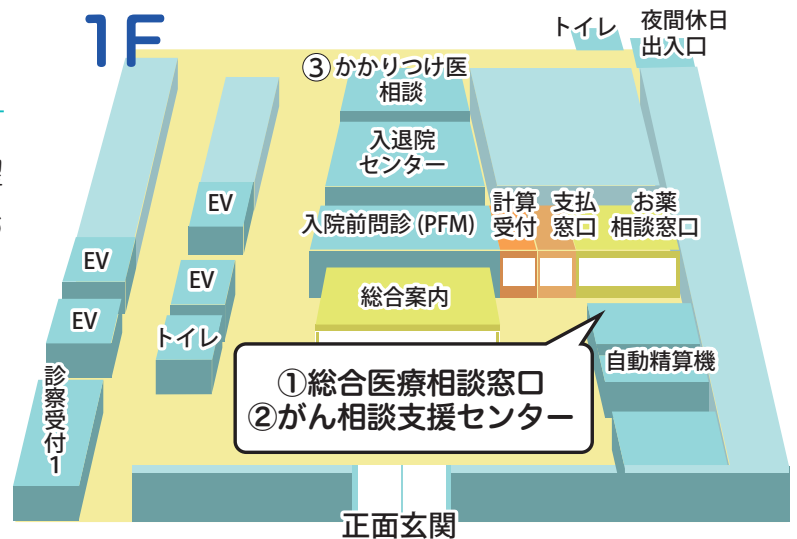 1F
トイレ
夜間休日
出入口
③かかりつけ医
相談
入退院
センター
EV
入院前問診(PFM)
計算
受付
支払
窓口
お薬
相談窓口
EV
EV
総合案内
EV
トイレ
自動精算機
①総合医療相談窓口
②がん相談支援センター
診察受付1
正面玄関